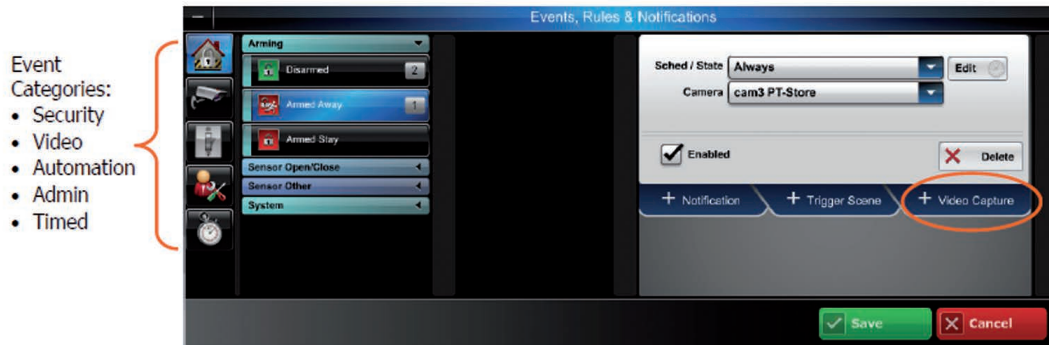 Events, Rules & Notifications
Event
Categories:
• Security
• Video
• Automation
• Admin
• Timed
Arming
Disarmed 2
Armed Away 1
Armed Stay
Sensor Open/Close
Sensor Other
System
Sched / State Always Edit
Camera cam3 PT-Store
Enabled
Delete
+ Notification + Trigger Scene + Video Capture
Save Cancel